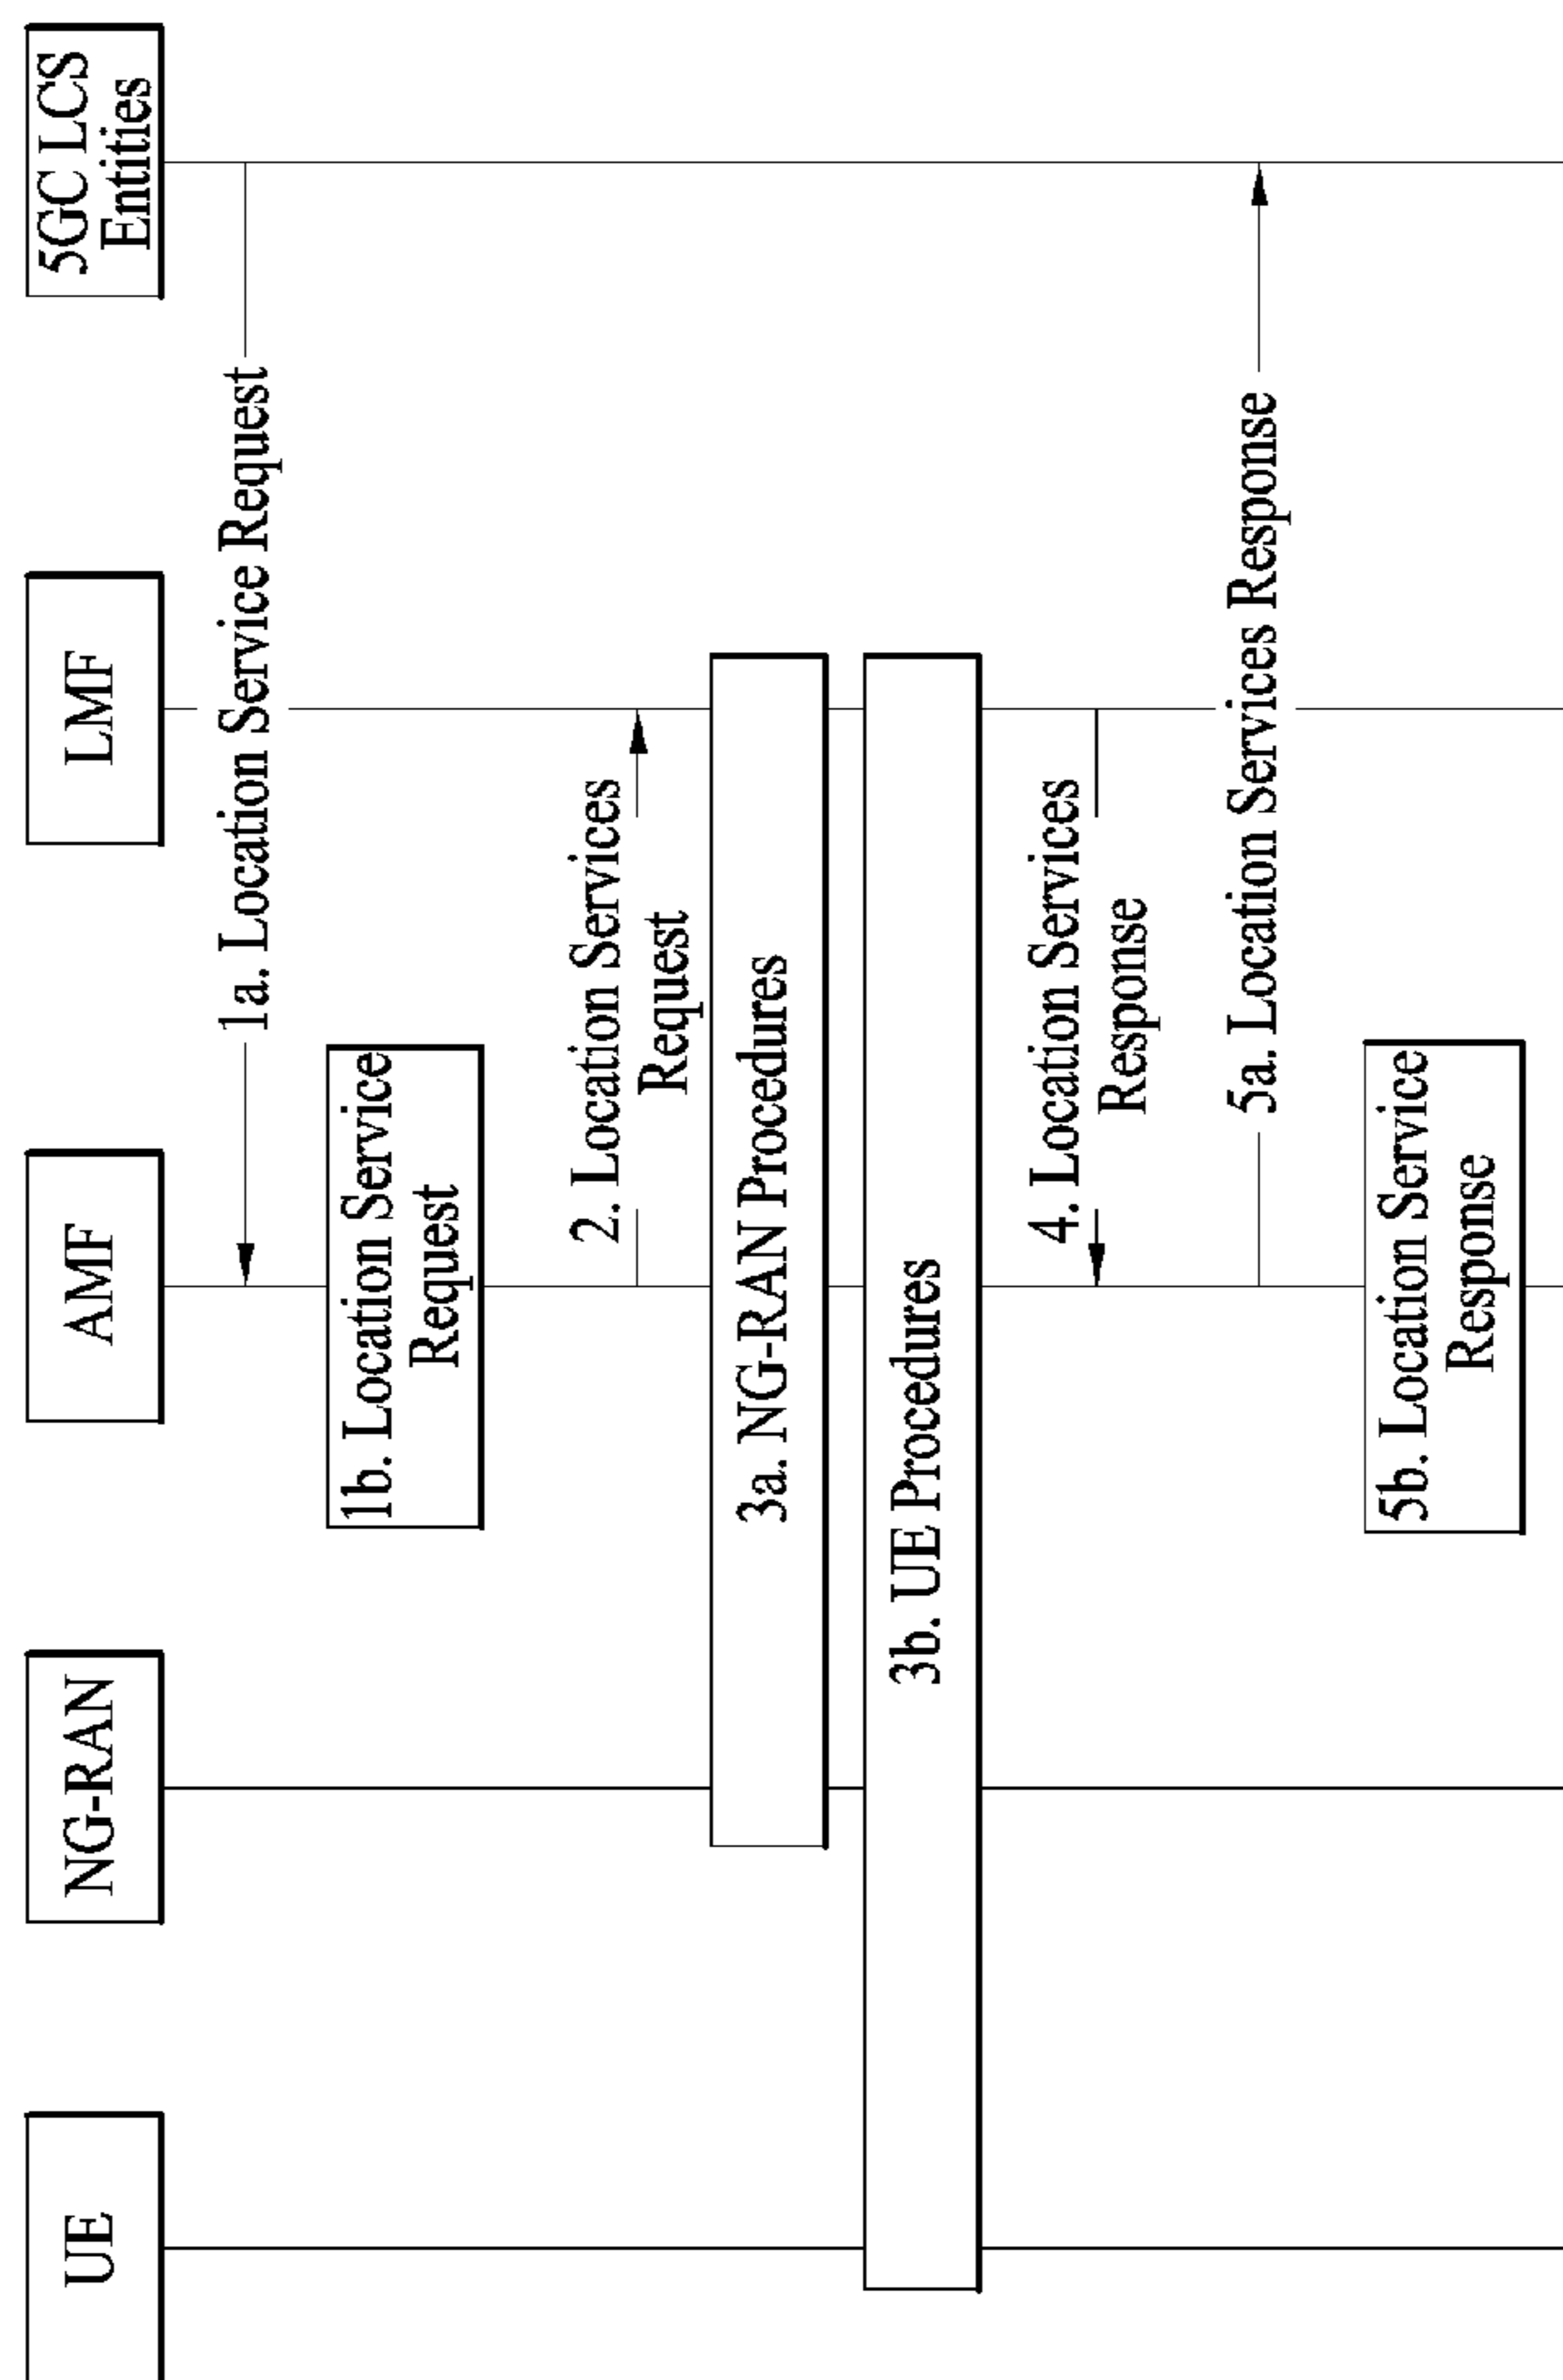 UE
NG-RAN
AMF
LMF
5GC LCS
Entities
1a. Location Service Request
1b. Location Service
Request
2. Location Services
Request
3a. NG-RAN Procedures
3b. UE Procedures
4. Location Services
Response
5a. Location Services Response
5b. Location Service
Response